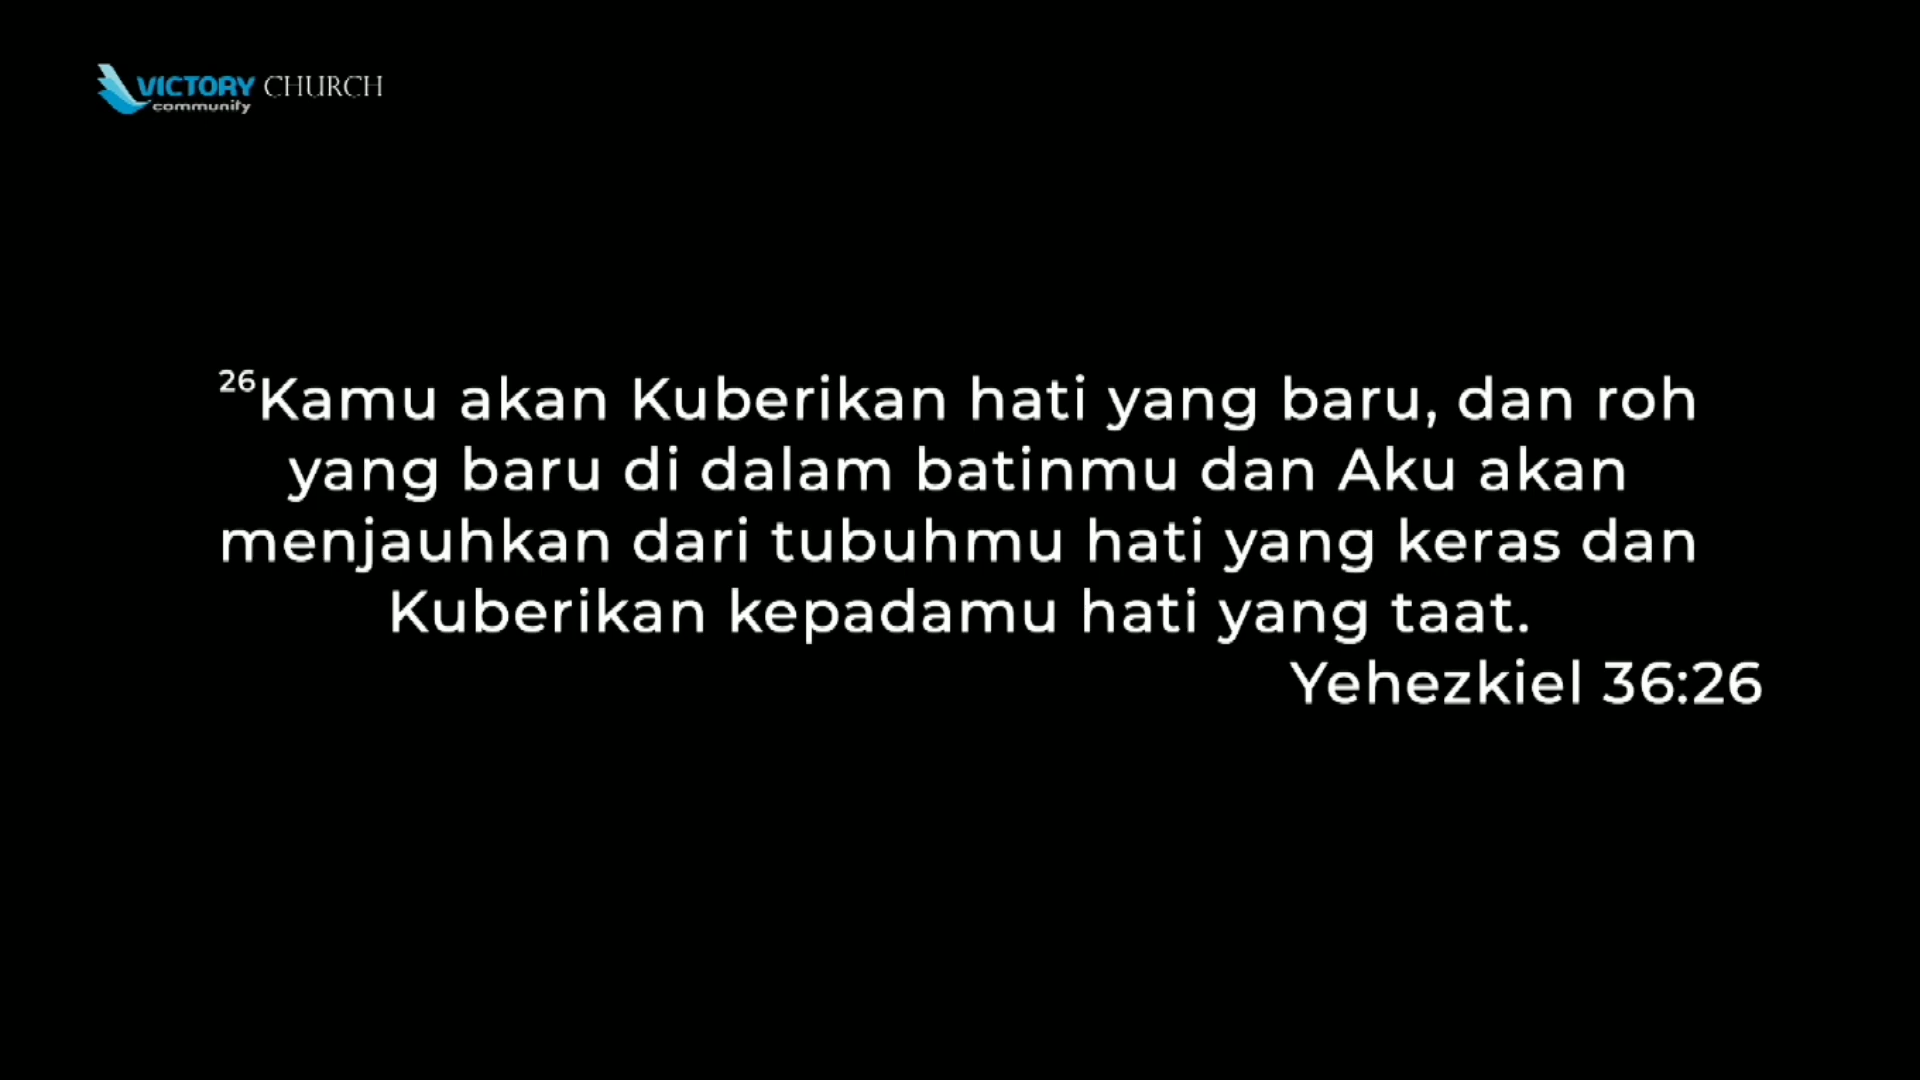 VICTORY CHURCH
community
²⁶Kamu akan Kuberikan hati yang baru, dan roh
yang baru di dalam batinmu dan Aku akan
menjauhkan dari tubuhmu hati yang keras dan
Kuberikan kepadamu hati yang taat.
Yehezkiel 36:26